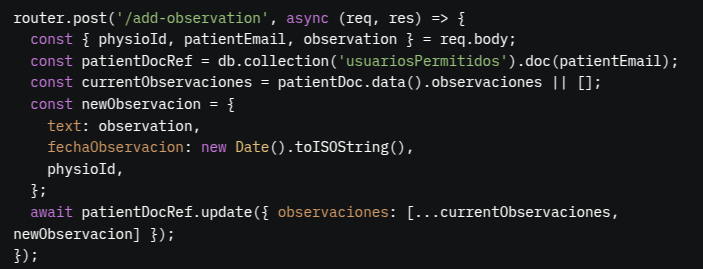 router.post('/add-observation', async (req, res) => {
  const { physioId, patientEmail, observation } = req.body;
  const patientDocRef = db.collection('usuariosPermitidos').doc(patientEmail);
  const currentObservaciones = patientDoc.data().observaciones || [];
  const newObservacion = {
    text: observation,
    fechaObservacion: new Date().toISOString(),
    physioId,
  };
  await patientDocRef.update({ observaciones: [...currentObservaciones,
newObservacion] });
});